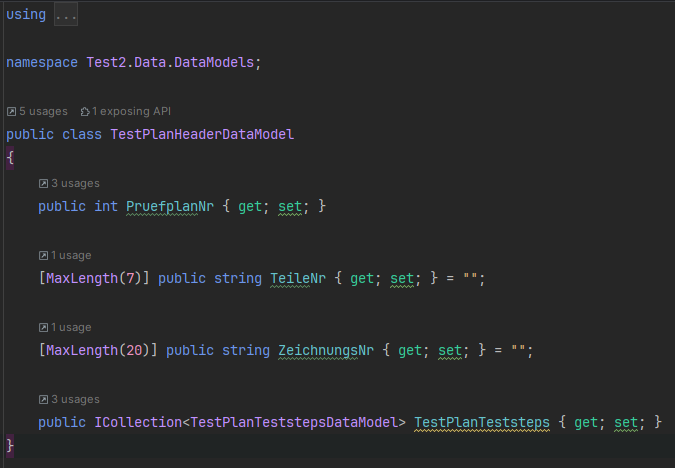 using ...
namespace Test2.Data.DataModels;
5 usages 1 exposing API
public class TestPlanHeaderDataModel
{
3 usages
public int PruefplanNr { get; set; }
1 usage
[MaxLength(7)] public string TeileNr { get; set; } = "";
1 usage
[MaxLength(20)] public string ZeichnungsNr { get; set; } = "";
3 usages
public ICollection<TestPlanTeststepsDataModel> TestPlanTeststeps { get; set; }
}